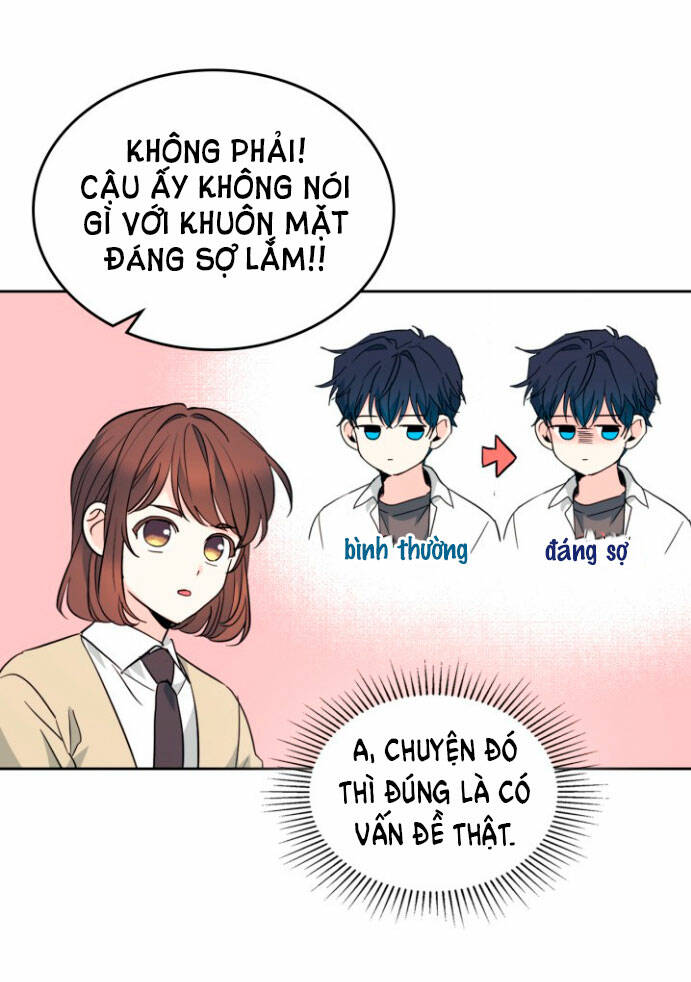 KHÔNG PHẢI!
CẬU ẤY KHÔNG NÓI
GÌ VỚI KHUÔN MẶT
ĐÁNG SỢ LẮM!!
bình thường
đáng sợ
A, CHUYỆN ĐÓ
THÌ ĐÚNG LÀ CÓ
VẤN ĐỀ THẬT.